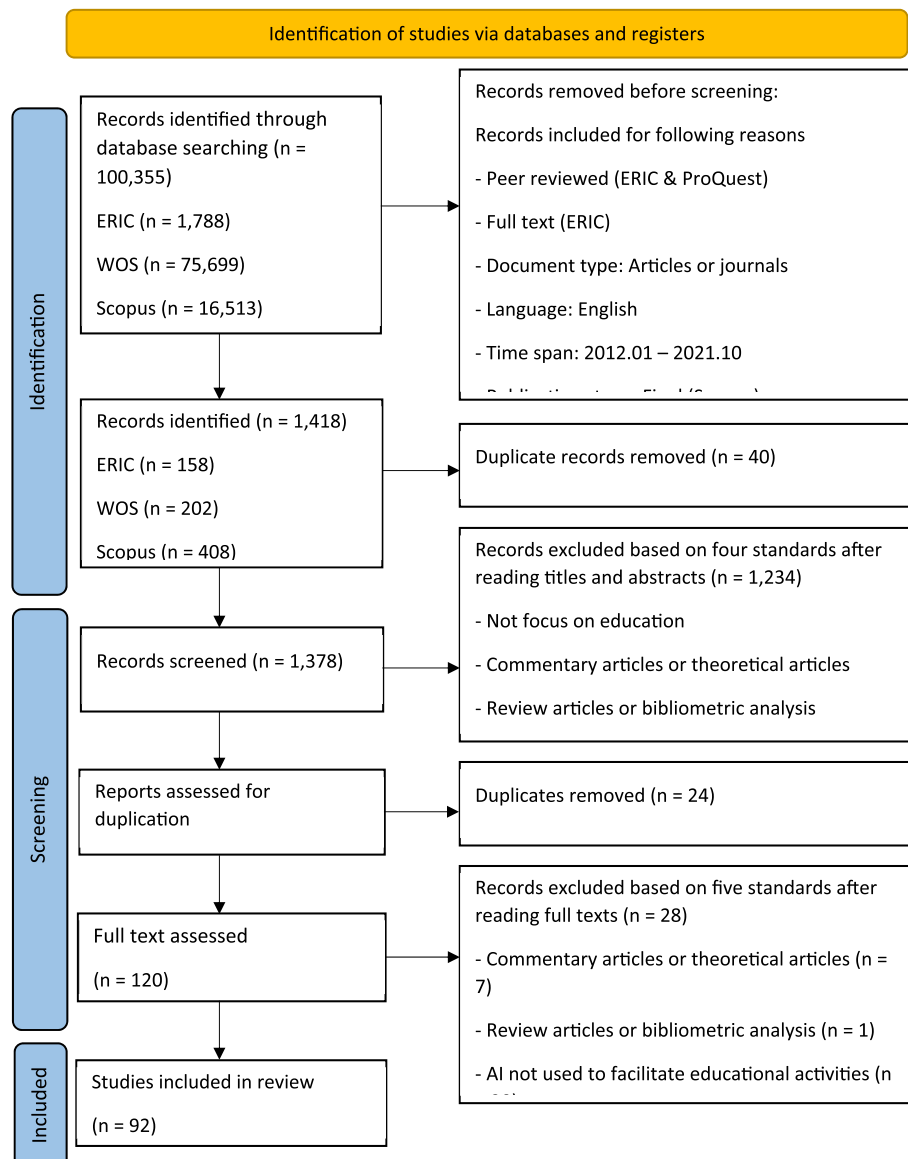 Identification of studies via databases and registers
Identification
Records identified through
database searching (n =
100,355)
ERIC (n = 1,788)
WOS (n = 75,699)
Scopus (n = 16,513)
Records removed before screening:
Records included for following reasons
- Peer reviewed (ERIC & ProQuest)
- Full text (ERIC)
- Document type: Articles or journals
- Language: English
- Time span: 2012.01 – 2021.10
Records identified (n = 1,418)
ERIC (n = 158)
WOS (n = 202)
Scopus (n = 408)
Duplicate records removed (n = 40)
Screening
Records screened (n = 1,378)
Records excluded based on four standards after
reading titles and abstracts (n = 1,234)
- Not focus on education
- Commentary articles or theoretical articles
- Review articles or bibliometric analysis
Reports assessed for
duplication
Duplicates removed (n = 24)
Full text assessed
(n = 120)
Records excluded based on five standards after
reading full texts (n = 28)
- Commentary articles or theoretical articles (n =
7)
- Review articles or bibliometric analysis (n = 1)
- AI not used to facilitate educational activities (n
Included
Studies included in review
(n = 92)